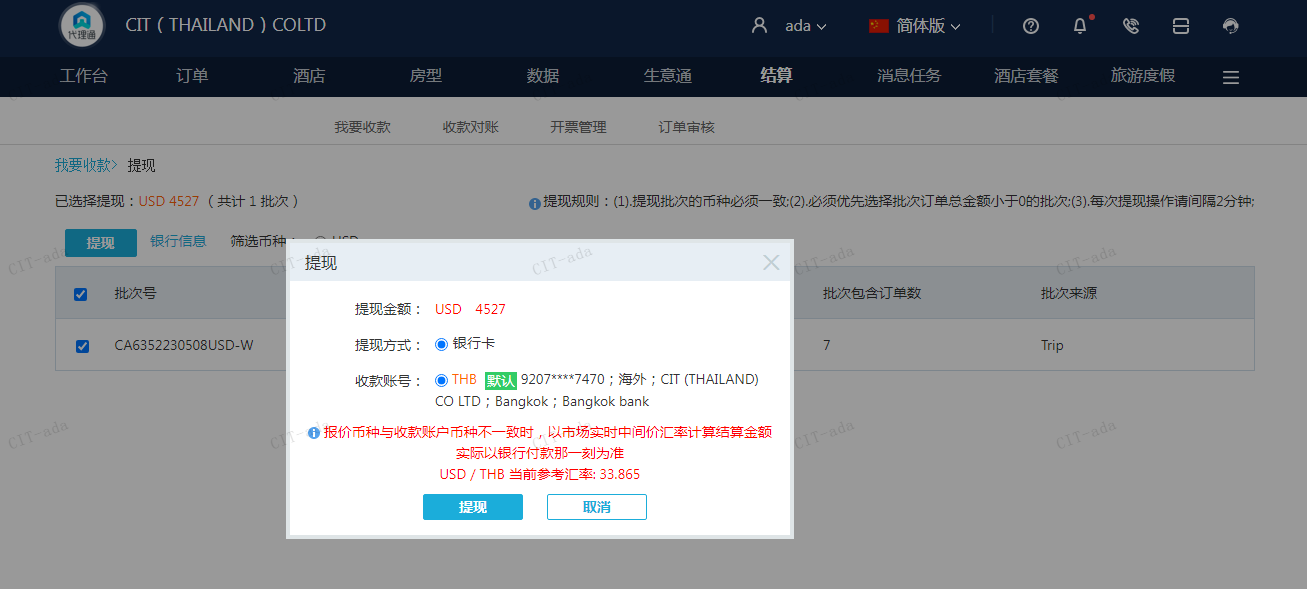 代理通
CIT ( THAILAND ) COLTD
ada
简体版
工作台
订单
酒店
房型
数据
生意通
结算
消息任务
酒店套餐
旅游度假
我要收款
收款对账
开票管理
订单审核
我要收款> 提现
已选择提现：USD 4527 （ 共计 1 批次 ）
提现规则：(1).提现批次的币种必须一致;(2).必须优先选择批次订单总金额小于0的批次;(3).每次提现操作请间隔2分钟;
提现
银行信息
筛选币种：
USD
批次号
批次包含订单数
批次来源
CA6352230508USD-W
7
Trip
提现
提现金额： USD 4527
提现方式： 银行卡
收款账号： THB 默认 9207****7470；海外；CIT (THAILAND)
CO LTD；Bangkok；Bangkok bank
报价币种与收款账户币种不一致时，以市场实时中间价汇率计算结算金额
实际以银行付款那一刻为准
USD / THB 当前参考汇率: 33.865
提现
取消
CIT-ada
CIT-ada
CIT-ada
CIT-ada
CIT-ada
CIT-ada